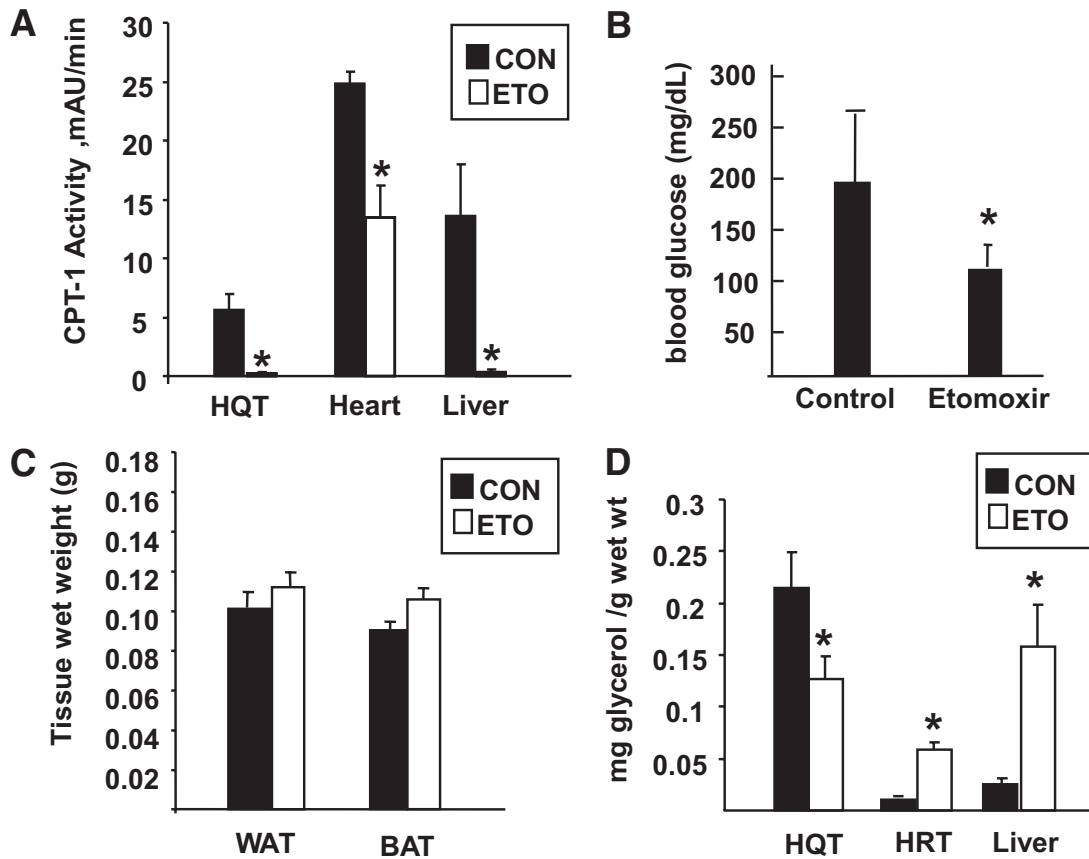 A
CPT-1 Activity ,mAU/min
30
25
20
15
10
5
0
CON
ETO
*
*
*
HQT Heart Liver
B
blood glucose (mg/dL)
300
250
200
150
100
50
*
Control Etomoxir
C
Tissue wet weight (g)
0.18
0.16
0.14
0.12
0.10
0.08
0.06
0.04
0.02
CON
ETO
WAT BAT
D
mg glycerol /g wet wt
0.3
0.25
0.2
0.15
0.1
0.05
CON
ETO
*
*
*
HQT HRT Liver